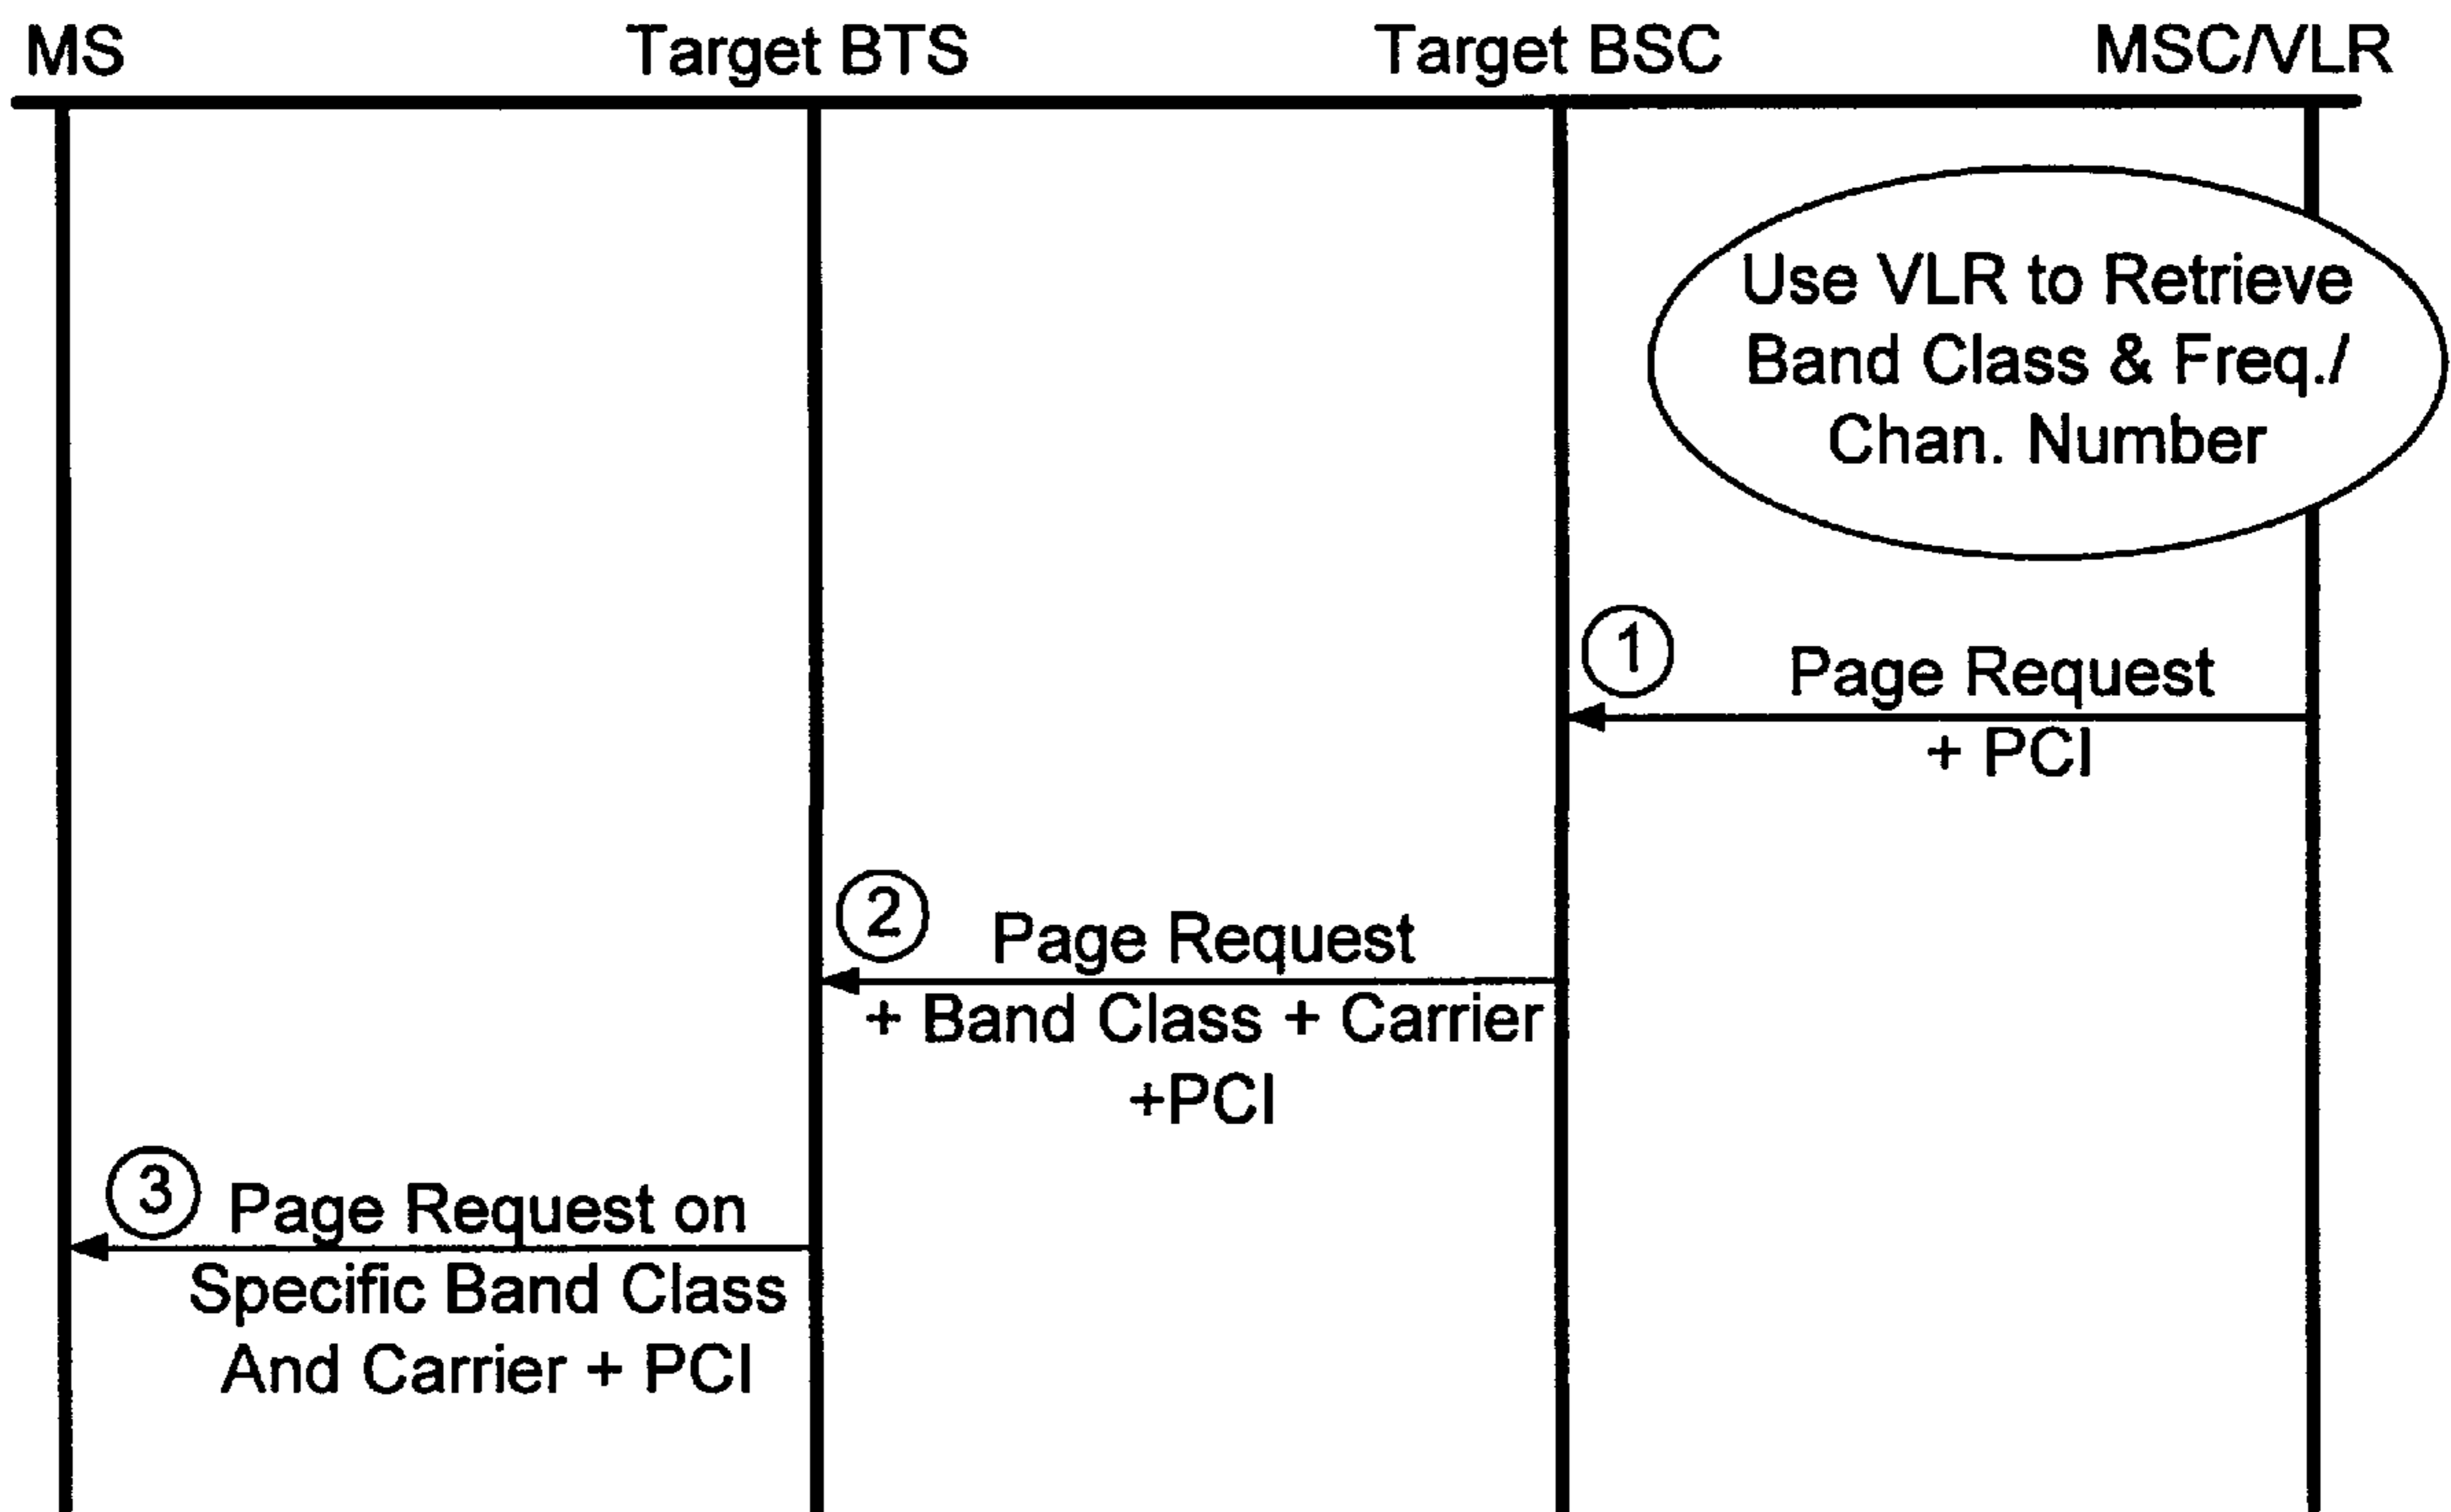 MS Target BTS Target BSC MSC/VLR
Use VLR to Retrieve
Band Class & Freq./
Chan. Number
1 Page Request
+ PCI
2 Page Request
+ Band Class + Carrier
+PCI
3 Page Request on
Specific Band Class
And Carrier + PCI